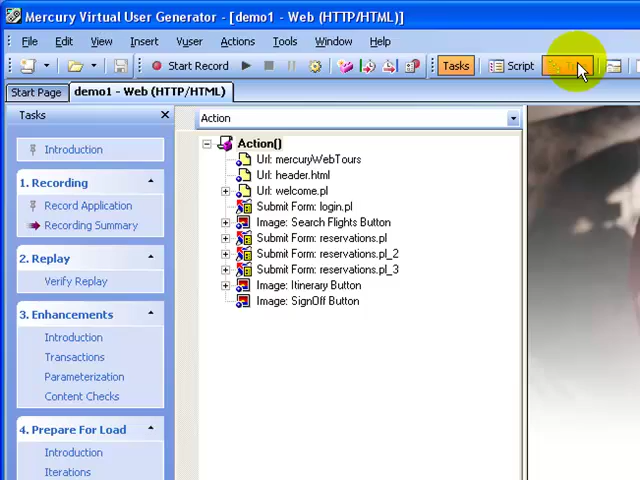 Mercury Virtual User Generator - [demo1 - Web (HTTP/HTML)]
File Edit View Insert Vuser Actions Tools Window Help
Start Record Tasks Script
Start Page demo1 - Web (HTTP/HTML)
Tasks
Action
Introduction
Action()
Url: mercuryWebTours
Url: header.html
1. Recording
Url: welcome.pl
Record Application
Submit Form: login.pl
Recording Summary
Image: Search Flights Button
Submit Form: reservations.pl
2. Replay
Submit Form: reservations.pl_2
Submit Form: reservations.pl_3
Verify Replay
Image: Itinerary Button
Image: SignOff Button
3. Enhancements
Introduction
Transactions
Parameterization
Content Checks
4. Prepare For Load
Introduction
Iterations